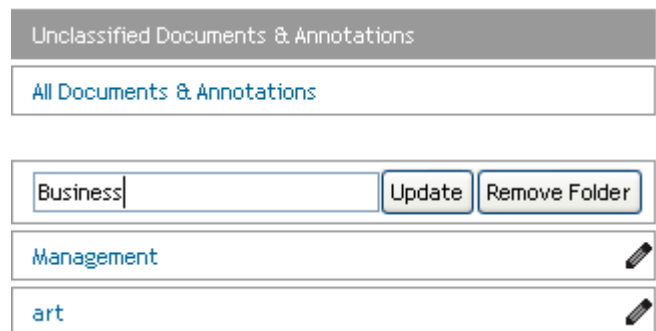 Unclassified Documents & Annotations
All Documents & Annotations
Business Update Remove Folder
Management
art